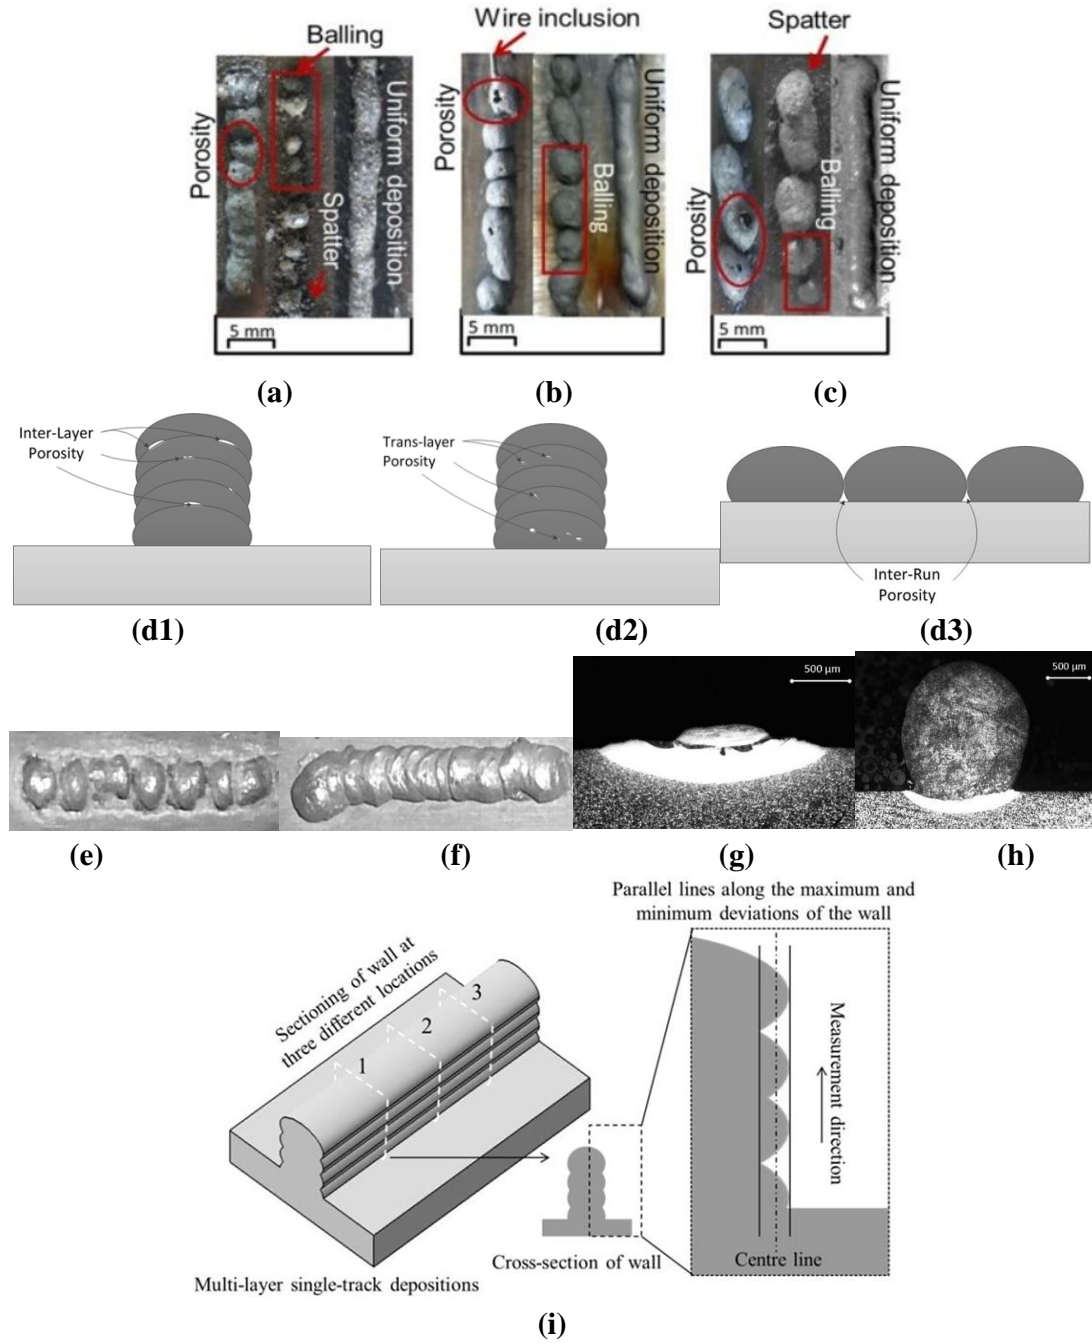 Balling
Porosity
Spatter
Uniform deposition
5 mm
(a)
Wire inclusion
Porosity
Balling
Uniform deposition
5 mm
(b)
Spatter
Porosity
Balling
Uniform deposition
5 mm
(c)
Inter-Layer
Porosity
(d1)
Trans-layer
Porosity
(d2)
Inter-Run
Porosity
(d3)
(e)
(f)
500 µm
(g)
500 µm
(h)
Sectioning of wall at
three different locations
1
2
3
Multi-layer single-track depositions
Cross-section of wall
Parallel lines along the maximum and
minimum deviations of the wall
Measurement
direction
Centre line
(i)